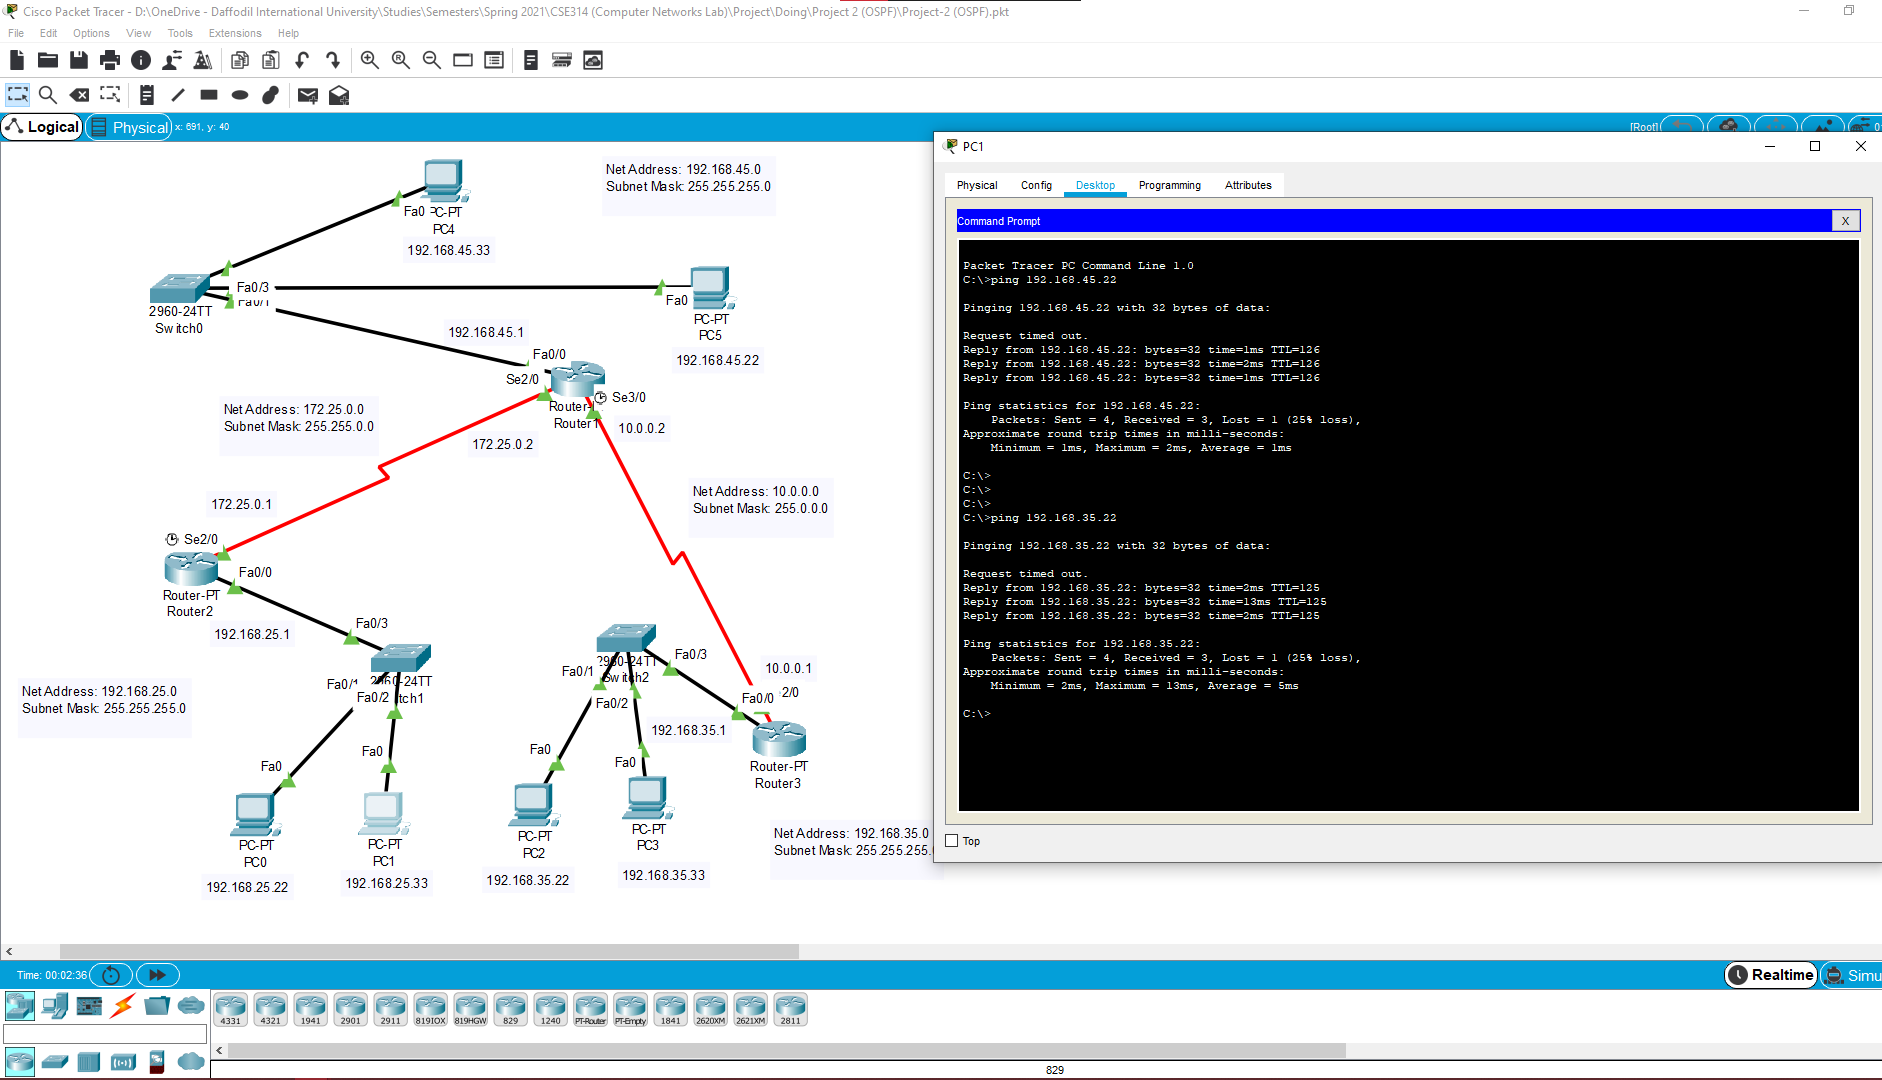 Cisco Packet Tracer - D:\OneDrive - Daffodil International University\Studies\Semesters\Spring 2021\CSE314 (Computer Networks Lab)\Project\Doing\Project 2 (OSPF)\Project-2 (OSPF).pkt
File Edit Options View Tools Extensions Help
Logical Physical x: 691, y: 40
[Root]
0
Net Address: 192.168.45.0
Subnet Mask: 255.255.255.0
Fa0 PC-PT
PC4
192.168.45.33
Fa0/3
Fa0/1
2960-24TT
Switch0
Fa0
PC-PT
PC5
192.168.45.22
192.168.45.1
Fa0/0
Se2/0
Se3/0
Router-
Router1
10.0.0.2
Net Address: 172.25.0.0
Subnet Mask: 255.255.0.0
172.25.0.2
172.25.0.1
Net Address: 10.0.0.0
Subnet Mask: 255.0.0.0
Se2/0
Fa0/0
Router-PT
Router2
192.168.25.1
Fa0/3
2960-24TT
tch1
Fa0/1
Fa0/2
Net Address: 192.168.25.0
Subnet Mask: 255.255.255.0
Fa0
Fa0
PC-PT
PC0
192.168.25.22
PC-PT
PC1
192.168.25.33
2960-24TT
Switch2
Fa0/1
Fa0/2
Fa0/3
10.0.0.1
Fa0/0
2/0
192.168.35.1
Router-PT
Router3
Fa0
Fa0
PC-PT
PC2
192.168.35.22
PC-PT
PC3
192.168.35.33
Net Address: 192.168.35.0
Subnet Mask: 255.255.255.
PC1
Physical Config Desktop Programming Attributes
Command Prompt
X
Packet Tracer PC Command Line 1.0
C:\>ping 192.168.45.22
Pinging 192.168.45.22 with 32 bytes of data:
Request timed out.
Reply from 192.168.45.22: bytes=32 time=1ms TTL=126
Reply from 192.168.45.22: bytes=32 time=2ms TTL=126
Reply from 192.168.45.22: bytes=32 time=1ms TTL=126
Ping statistics for 192.168.45.22:
Packets: Sent = 4, Received = 3, Lost = 1 (25% loss),
Approximate round trip times in milli-seconds:
Minimum = 1ms, Maximum = 2ms, Average = 1ms
C:\>
C:\>
C:\>
C:\>ping 192.168.35.22
Pinging 192.168.35.22 with 32 bytes of data:
Request timed out.
Reply from 192.168.35.22: bytes=32 time=2ms TTL=125
Reply from 192.168.35.22: bytes=32 time=13ms TTL=125
Reply from 192.168.35.22: bytes=32 time=2ms TTL=125
Ping statistics for 192.168.35.22:
Packets: Sent = 4, Received = 3, Lost = 1 (25% loss),
Approximate round trip times in milli-seconds:
Minimum = 2ms, Maximum = 13ms, Average = 5ms
C:\>
Top
Time: 00:02:36
Realtime Simu
4331 4321 1941 2901 2911 819IOX 819HGW 829 1240 PT-Router PT-Empty 1841 2620XM 2621XM 2811
829